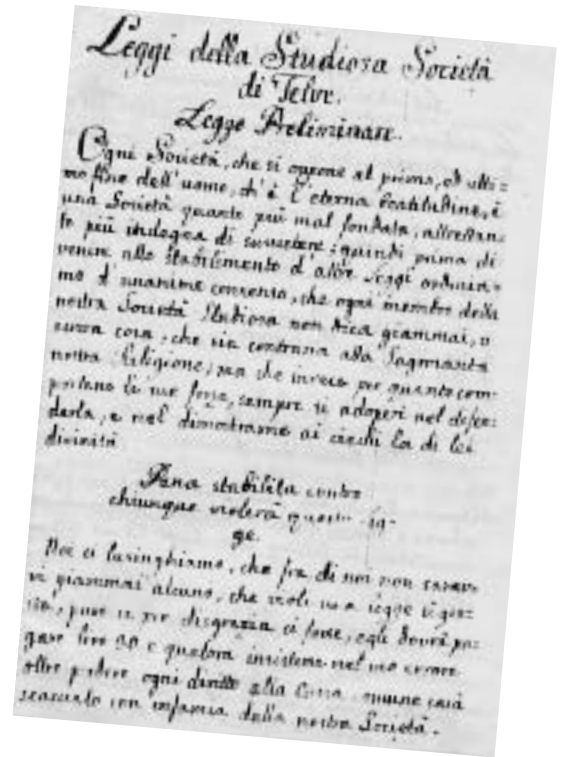 Leggi della Studiosa Società
di Telve.
Legge Preliminare.
Ogni Società, che si oppone al primo, ed ulti=
mo fine dell'uomo, ch'è l'eterna beatitudine, è
una Società quanto più mal fondata, altrettan=
to più indegna di sussistere; quindi prima di
venire allo stabilimento d'altre Leggi ordinia=
mo d'unanime consenso, che ogni membro della
nostra Società Studiosa non dica giammai, o
cosa, che sia contraria alla
nostra Religione; ma che invece per quanto com=
portano le sue forze, sempre si adoperi nel difen=
derla, e nel dimostrarne ai ciechi la di lei
divinità
Pena stabilita contro
chiunque violerà questa leg=
ge.
Noi ci lusinghiamo, che fra di noi non
vi giammai alcuno, che violi una legge sì
pure se per disgrazia ci fosse, egli dovrà pa=
gare lire 20 e qualora insistesse nel suo errore
oltre perdere ogni diritto alla comune sarà
scacciato con infamia dalla nostra Società.